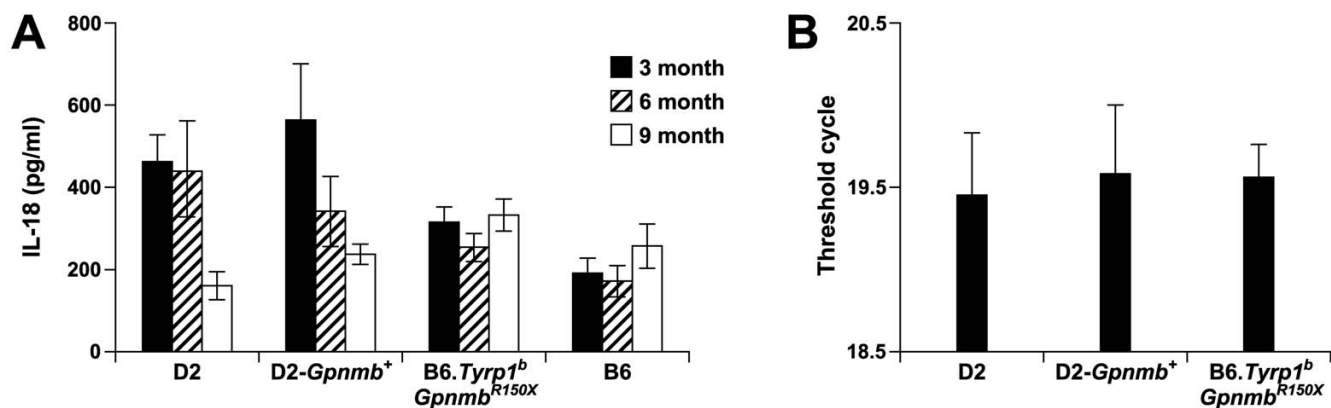 A
IL-18 (pg/ml)
800
600
400
200
0
3 month
6 month
9 month
D2
D2-Gpnmb+
B6.Tyrp1b
GpnmbR150X
B6
B
Threshold cycle
20.5
19.5
18.5
D2
D2-Gpnmb+
B6.Tyrp1b
GpnmbR150X